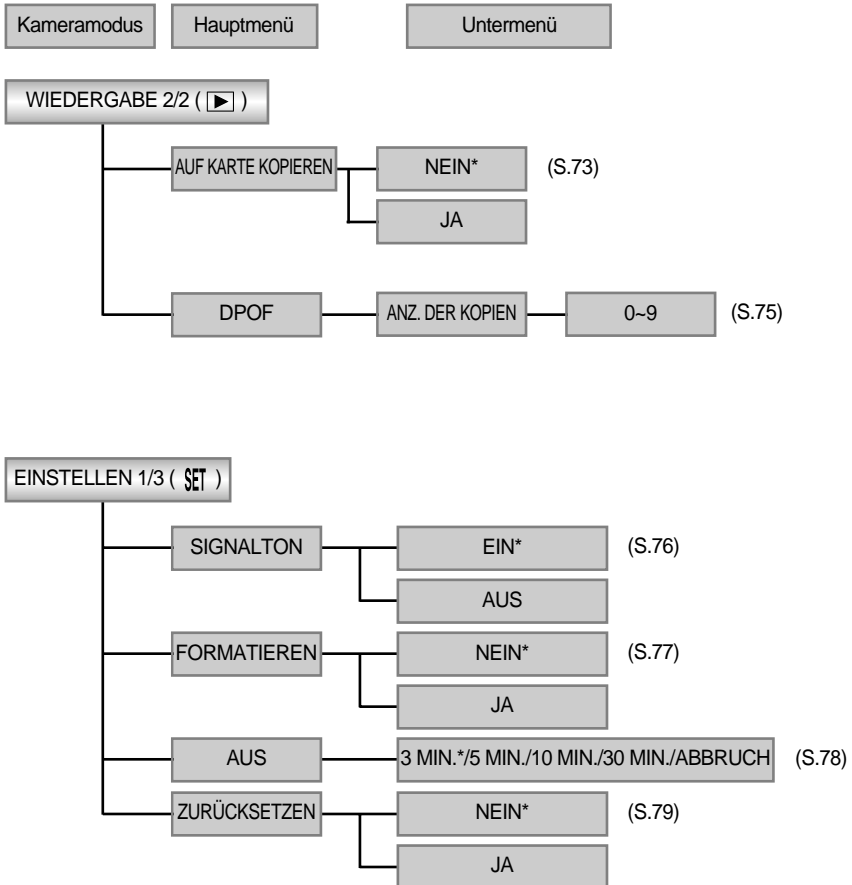 Kameramodus Hauptmenü Untermenü
WIEDERGABE 2/2 ( ▶ )
AUF KARTE KOPIEREN NEIN* (S.73)
JA
DPOF ANZ. DER KOPIEN 0~9 (S.75)
EINSTELLEN 1/3 ( SET )
SIGNALTON EIN* (S.76)
AUS
FORMATIEREN NEIN* (S.77)
JA
AUS 3 MIN.*/5 MIN./10 MIN./30 MIN./ABBRUCH (S.78)
ZURÜCKSETZEN NEIN* (S.79)
JA